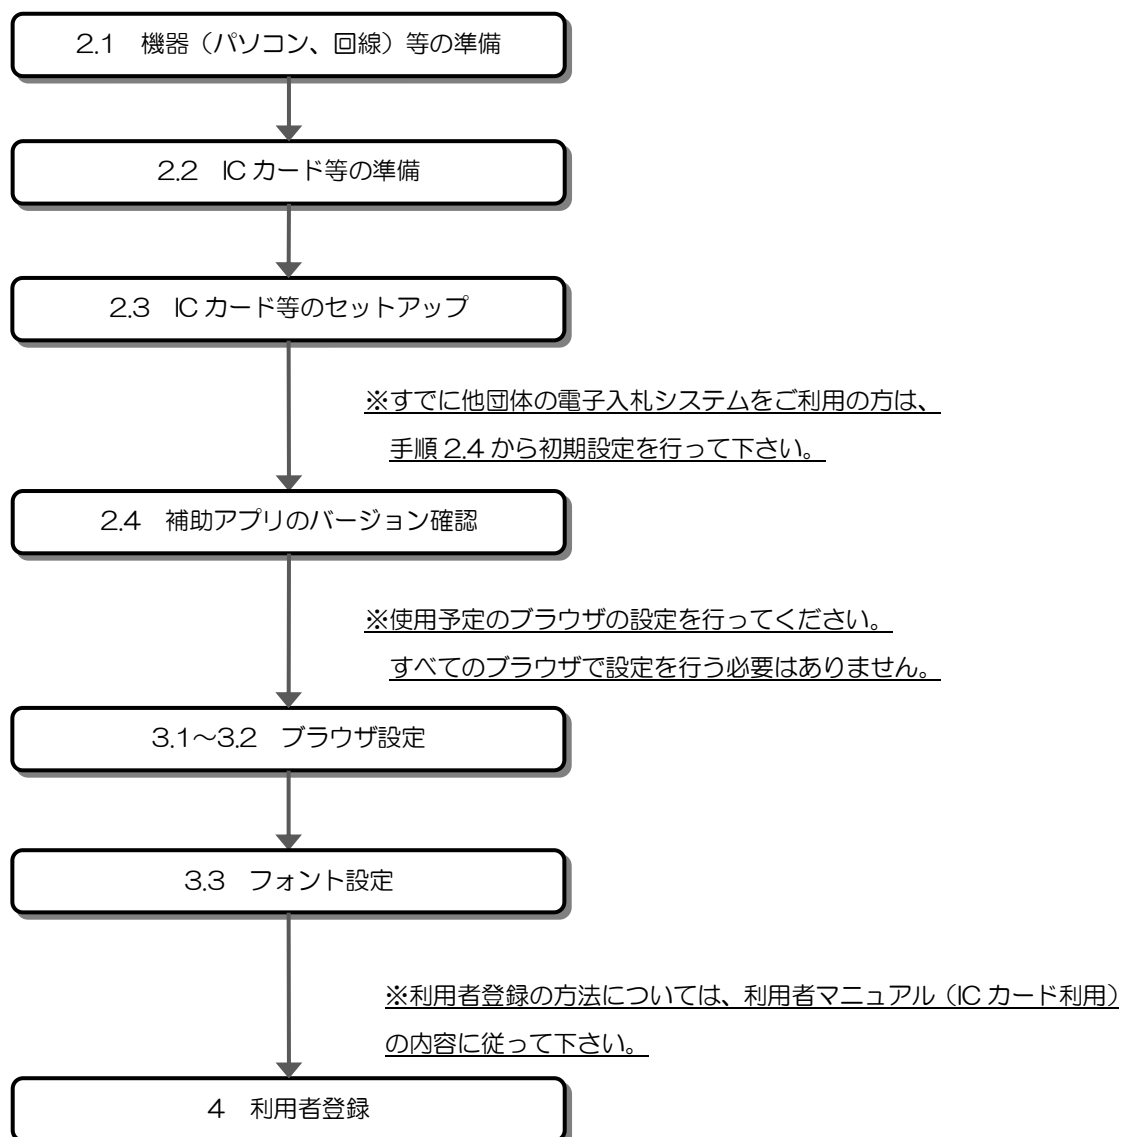 2.1　機器（パソコン、回線）等の準備
2.2　IC カード等の準備
2.3　IC カード等のセットアップ
※すでに他団体の電子入札システムをご利用の方は、
手順 2.4 から初期設定を行って下さい。
2.4　補助アプリのバージョン確認
※使用予定のブラウザの設定を行ってください。
すべてのブラウザで設定を行う必要はありません。
3.1～3.2　ブラウザ設定
3.3　フォント設定
※利用者登録の方法については、利用者マニュアル（IC カード利用）
の内容に従って下さい。
4　利用者登録